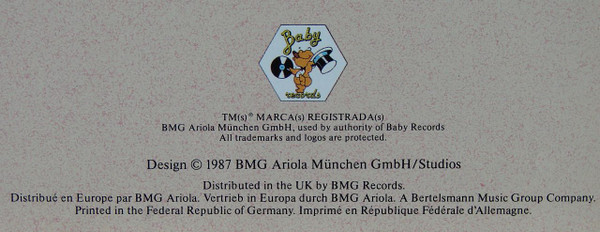 Baby
records
TM(s)® MARCA(s) REGISTRADA(s)
BMG Ariola München GmbH, used by authority of Baby Records
All trademarks and logos are protected.
Design © 1987 BMG Ariola München GmbH/Studios
Distributed in the UK by BMG Records.
Distribué en Europe par BMG Ariola. Vertrieb in Europa durch BMG Ariola. A Bertelsmann Music Group Company.
Printed in the Federal Republic of Germany. Imprimé en République Fédérale d'Allemagne.